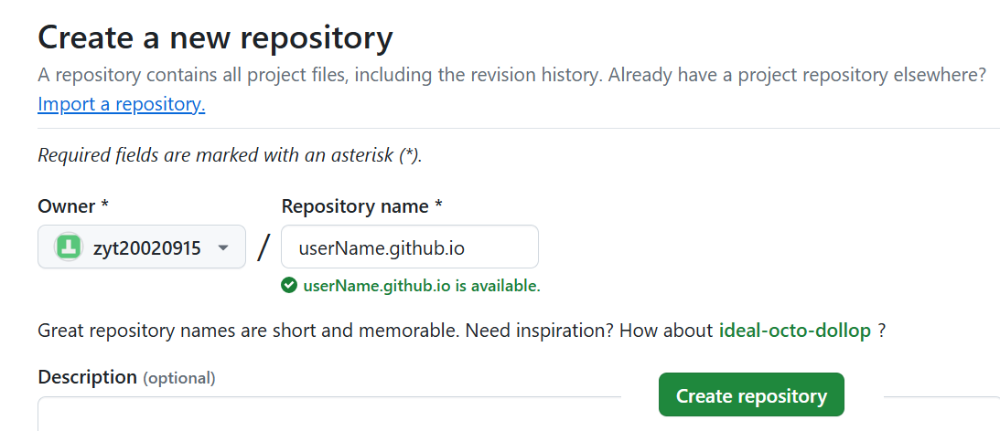 Create a new repository
A repository contains all project files, including the revision history. Already have a project repository elsewhere?
Import a repository.
Required fields are marked with an asterisk (*).
Owner *
Repository name *
zyt20020915
/
userName.github.io
userName.github.io is available.
Great repository names are short and memorable. Need inspiration? How about ideal-octo-dollop ?
Description (optional)
Create repository